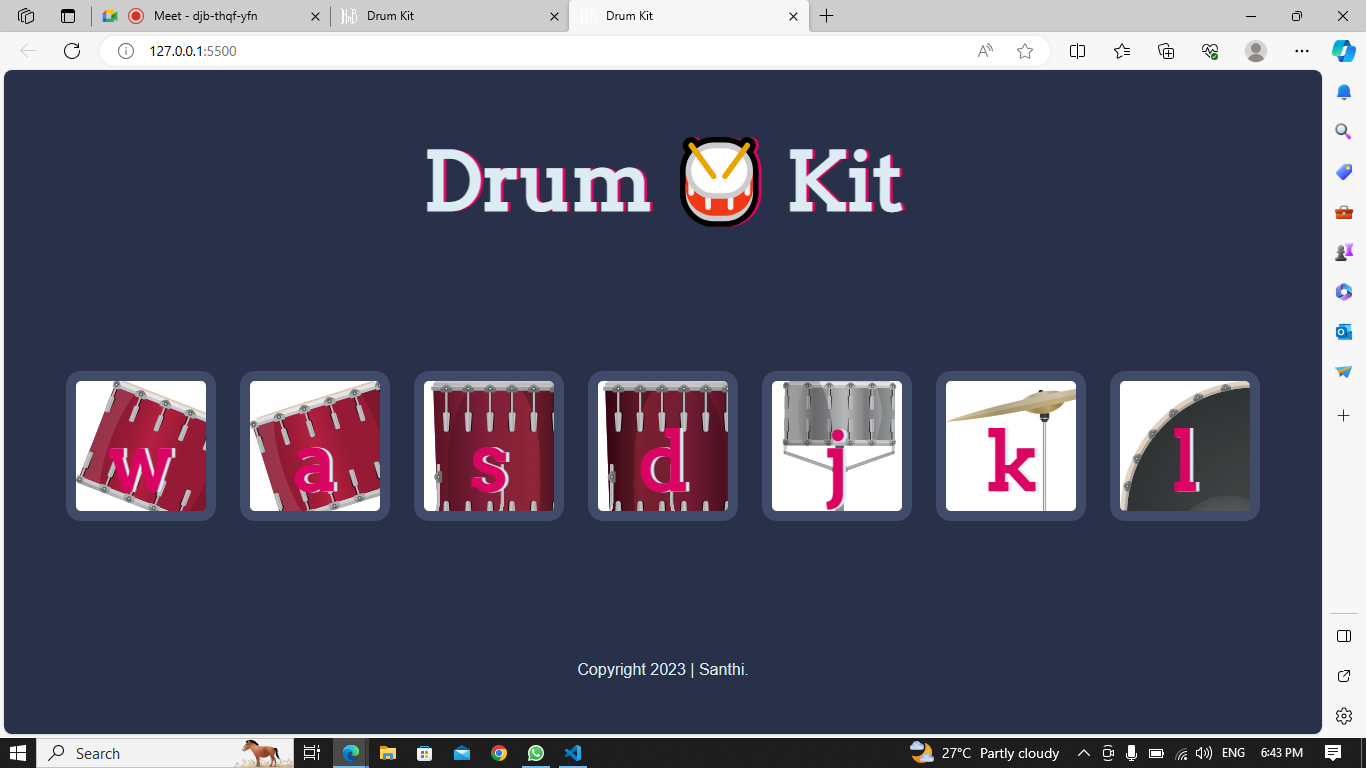 Meet - djb-thqf-yfn
Drum Kit
Drum Kit
127.0.0.1:5500
Drum Kit
w a s d j k l
Copyright 2023 | Santhi.
Search
27°C Partly cloudy
ENG
6:43 PM